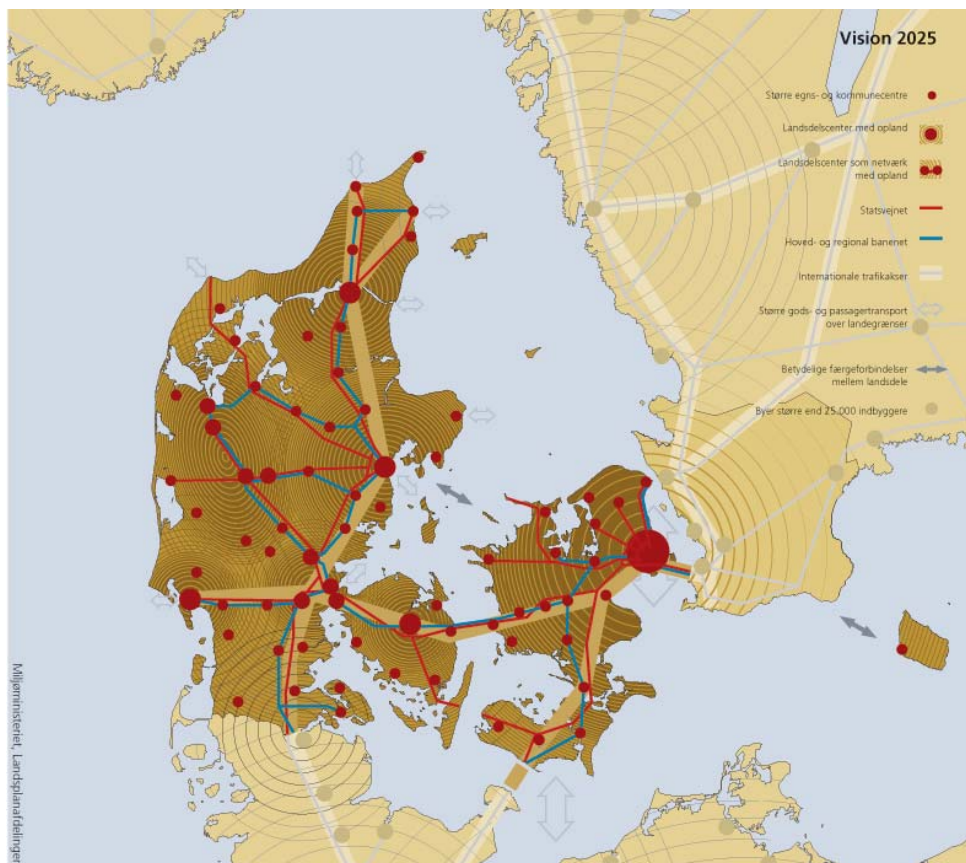 Vision 2025
Større egns- og kommunecentre
Landsdelscenter med opland
Landsdelscenter som netværk
med opland
Statsvejnet
Hoved- og regional banenet
Internationale trafikakser
Større gods- og passagertransport
over landegrænser
Betydelige færgeforbindelser
mellem landsdele
Byer større end 25.000 indbyggere
Miljøministeriet, Landsplanafdelingen